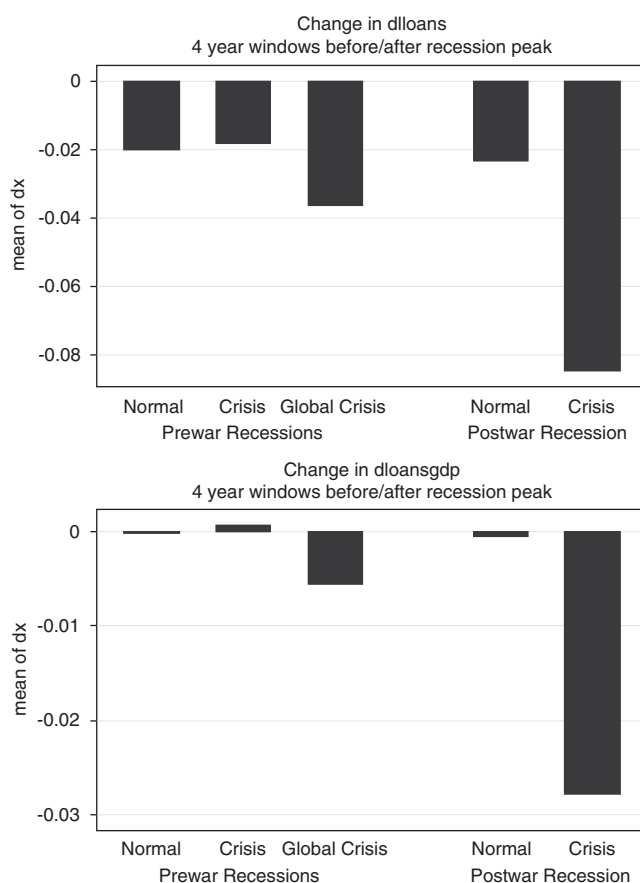 Change in dlloans
4 year windows before/after recession peak
0
-0.02
-0.04
-0.06
-0.08
mean of dx
Normal Crisis Global Crisis Normal Crisis
Prewar Recessions Postwar Recession
Change in dloansgdp
4 year windows before/after recession peak
0
-0.01
-0.02
-0.03
mean of dx
Normal Crisis Global Crisis Normal Crisis
Prewar Recessions Postwar Recession